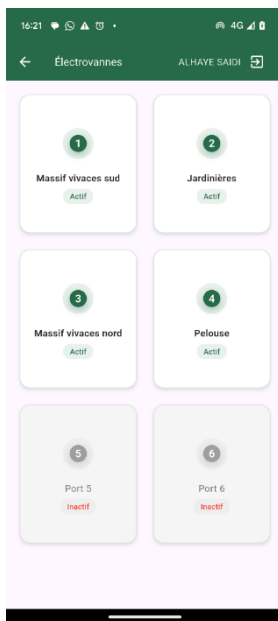 16:21 4G
Électrovannes ALHAYE SAIDI
1 2
Massif vivaces sud Jardinières
Actif Actif
3 4
Massif vivaces nord Pelouse
Actif Actif
5 6
Port 5 Port 6
Inactif Inactif